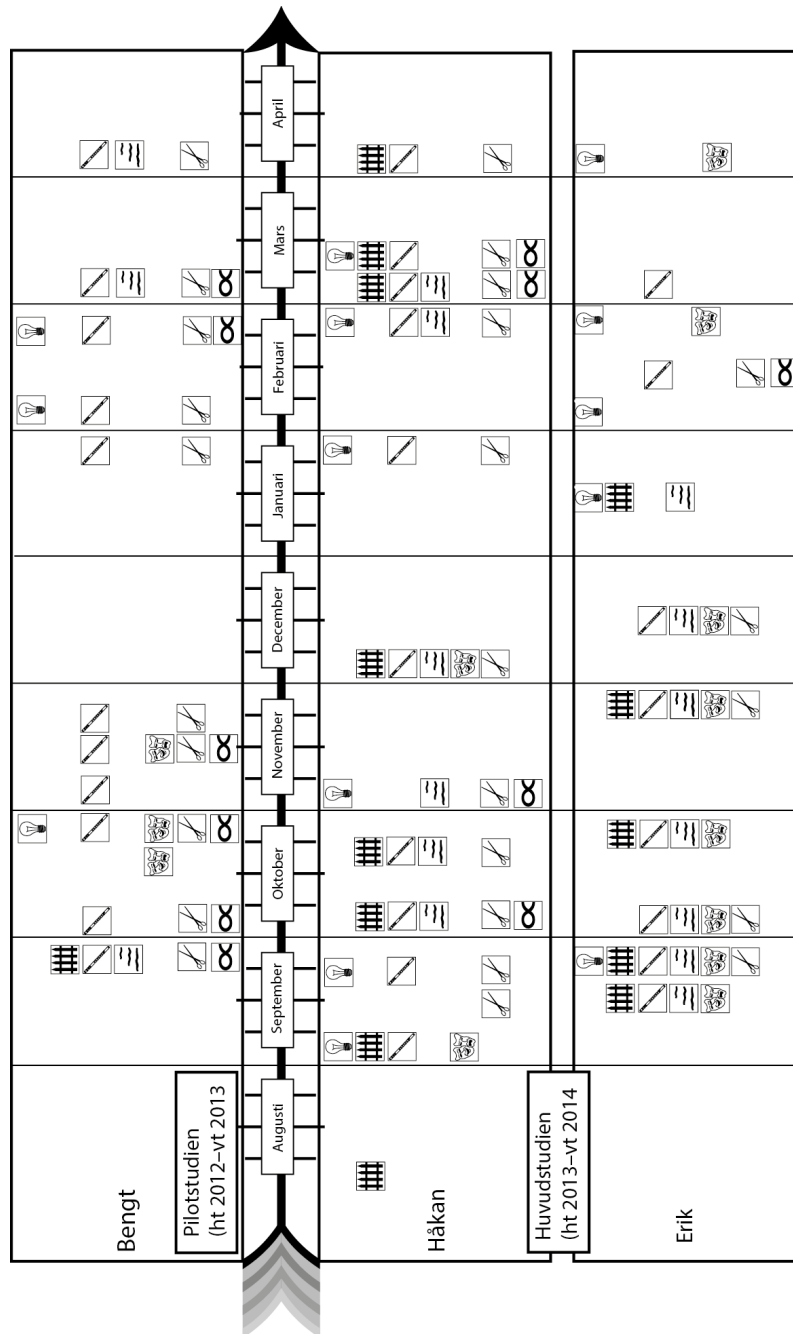 Bengt
Pilotstudien
(ht 2012–vt 2013
Augusti
September
Oktober
November
December
Januari
Februari
Mars
April
Håkan
Huvudstudien
(ht 2013–vt 2014
Erik